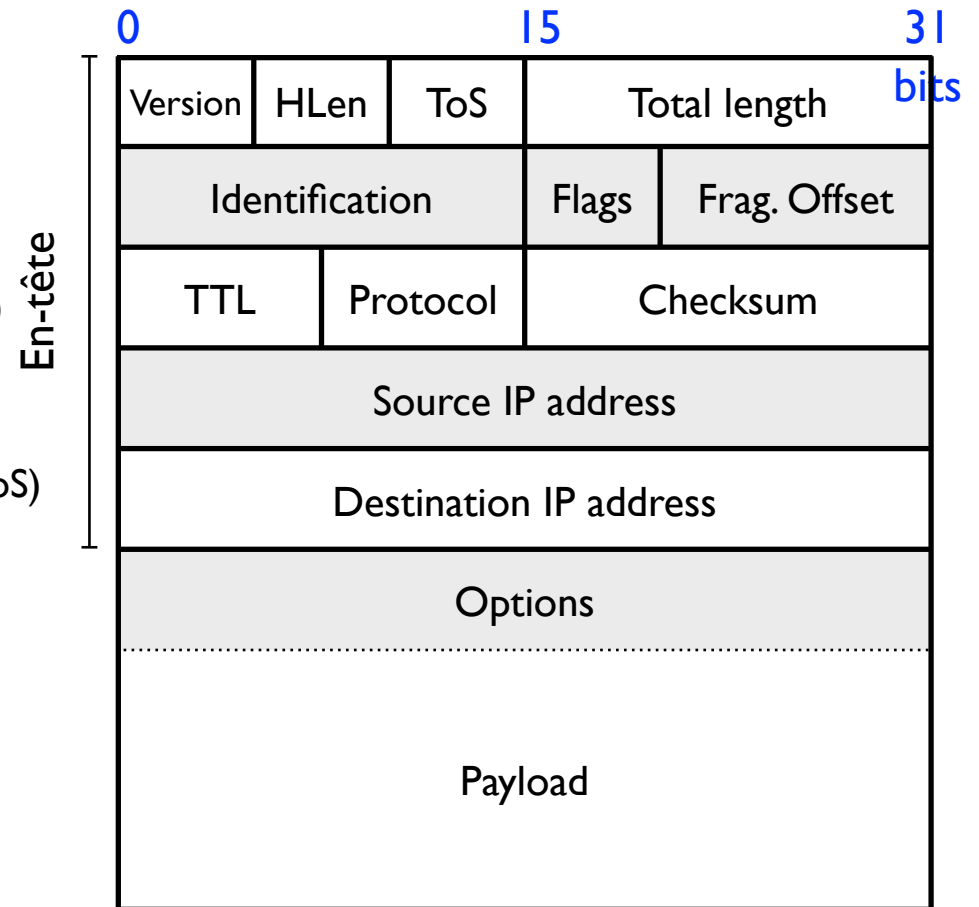 0 15 31
bits
Version HLen ToS Total length
Identification Flags Frag. Offset
En-tête
TTL Protocol Checksum
Source IP address
Destination IP address
Options
Payload